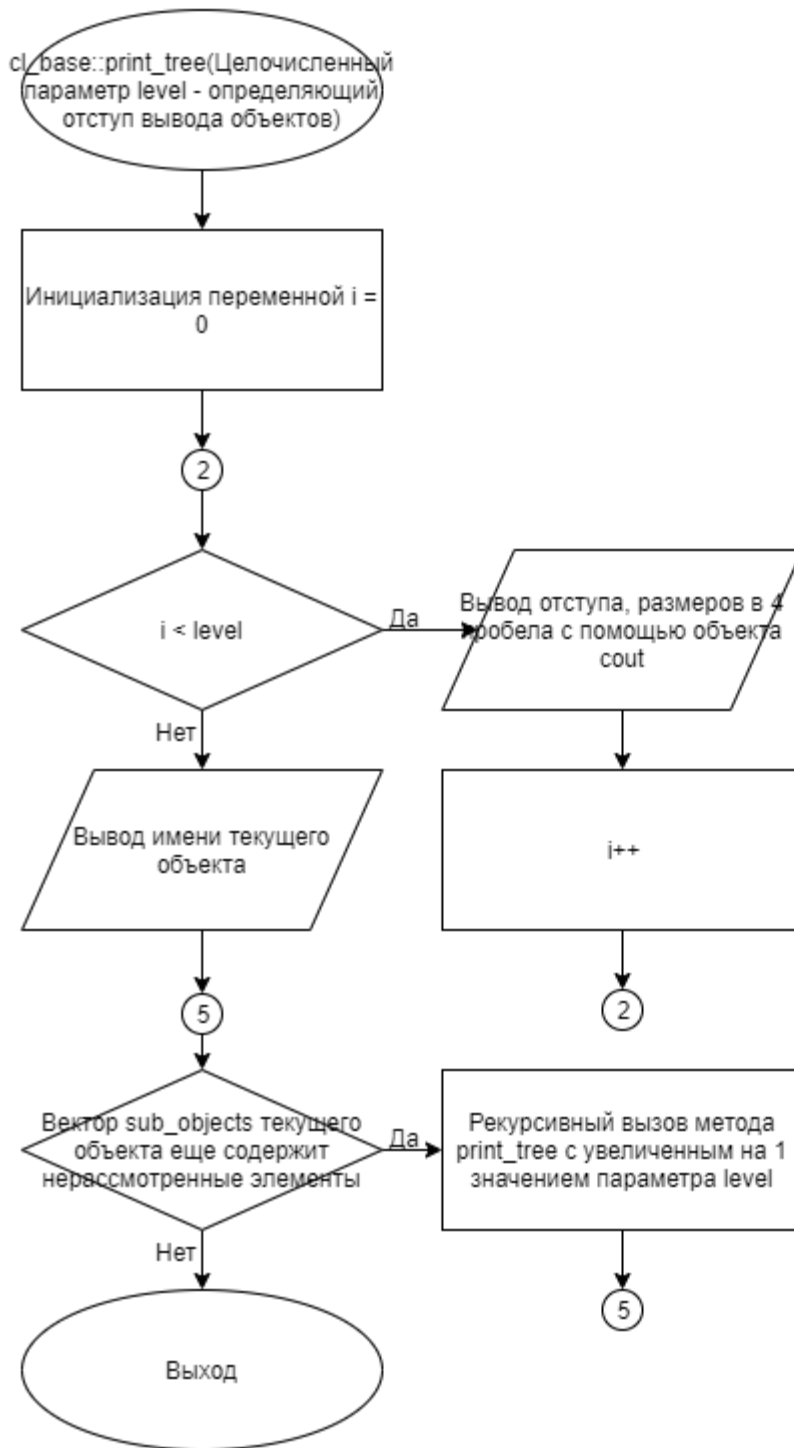 cl_base::print_tree(Целочисленный
параметр level - определяющий
отступ вывода объектов)
Инициализация переменной i =
0
2
i < level
Да
Вывод отступа, размеров в 4
пробела с помощью объекта
cout
Нет
Вывод имени текущего
объекта
i++
5
2
Вектор sub_objects текущего
объекта еще содержит
нерассмотренные элементы
Да
Рекурсивный вызов метода
print_tree с увеличенным на 1
значением параметра level
Нет
5
Выход